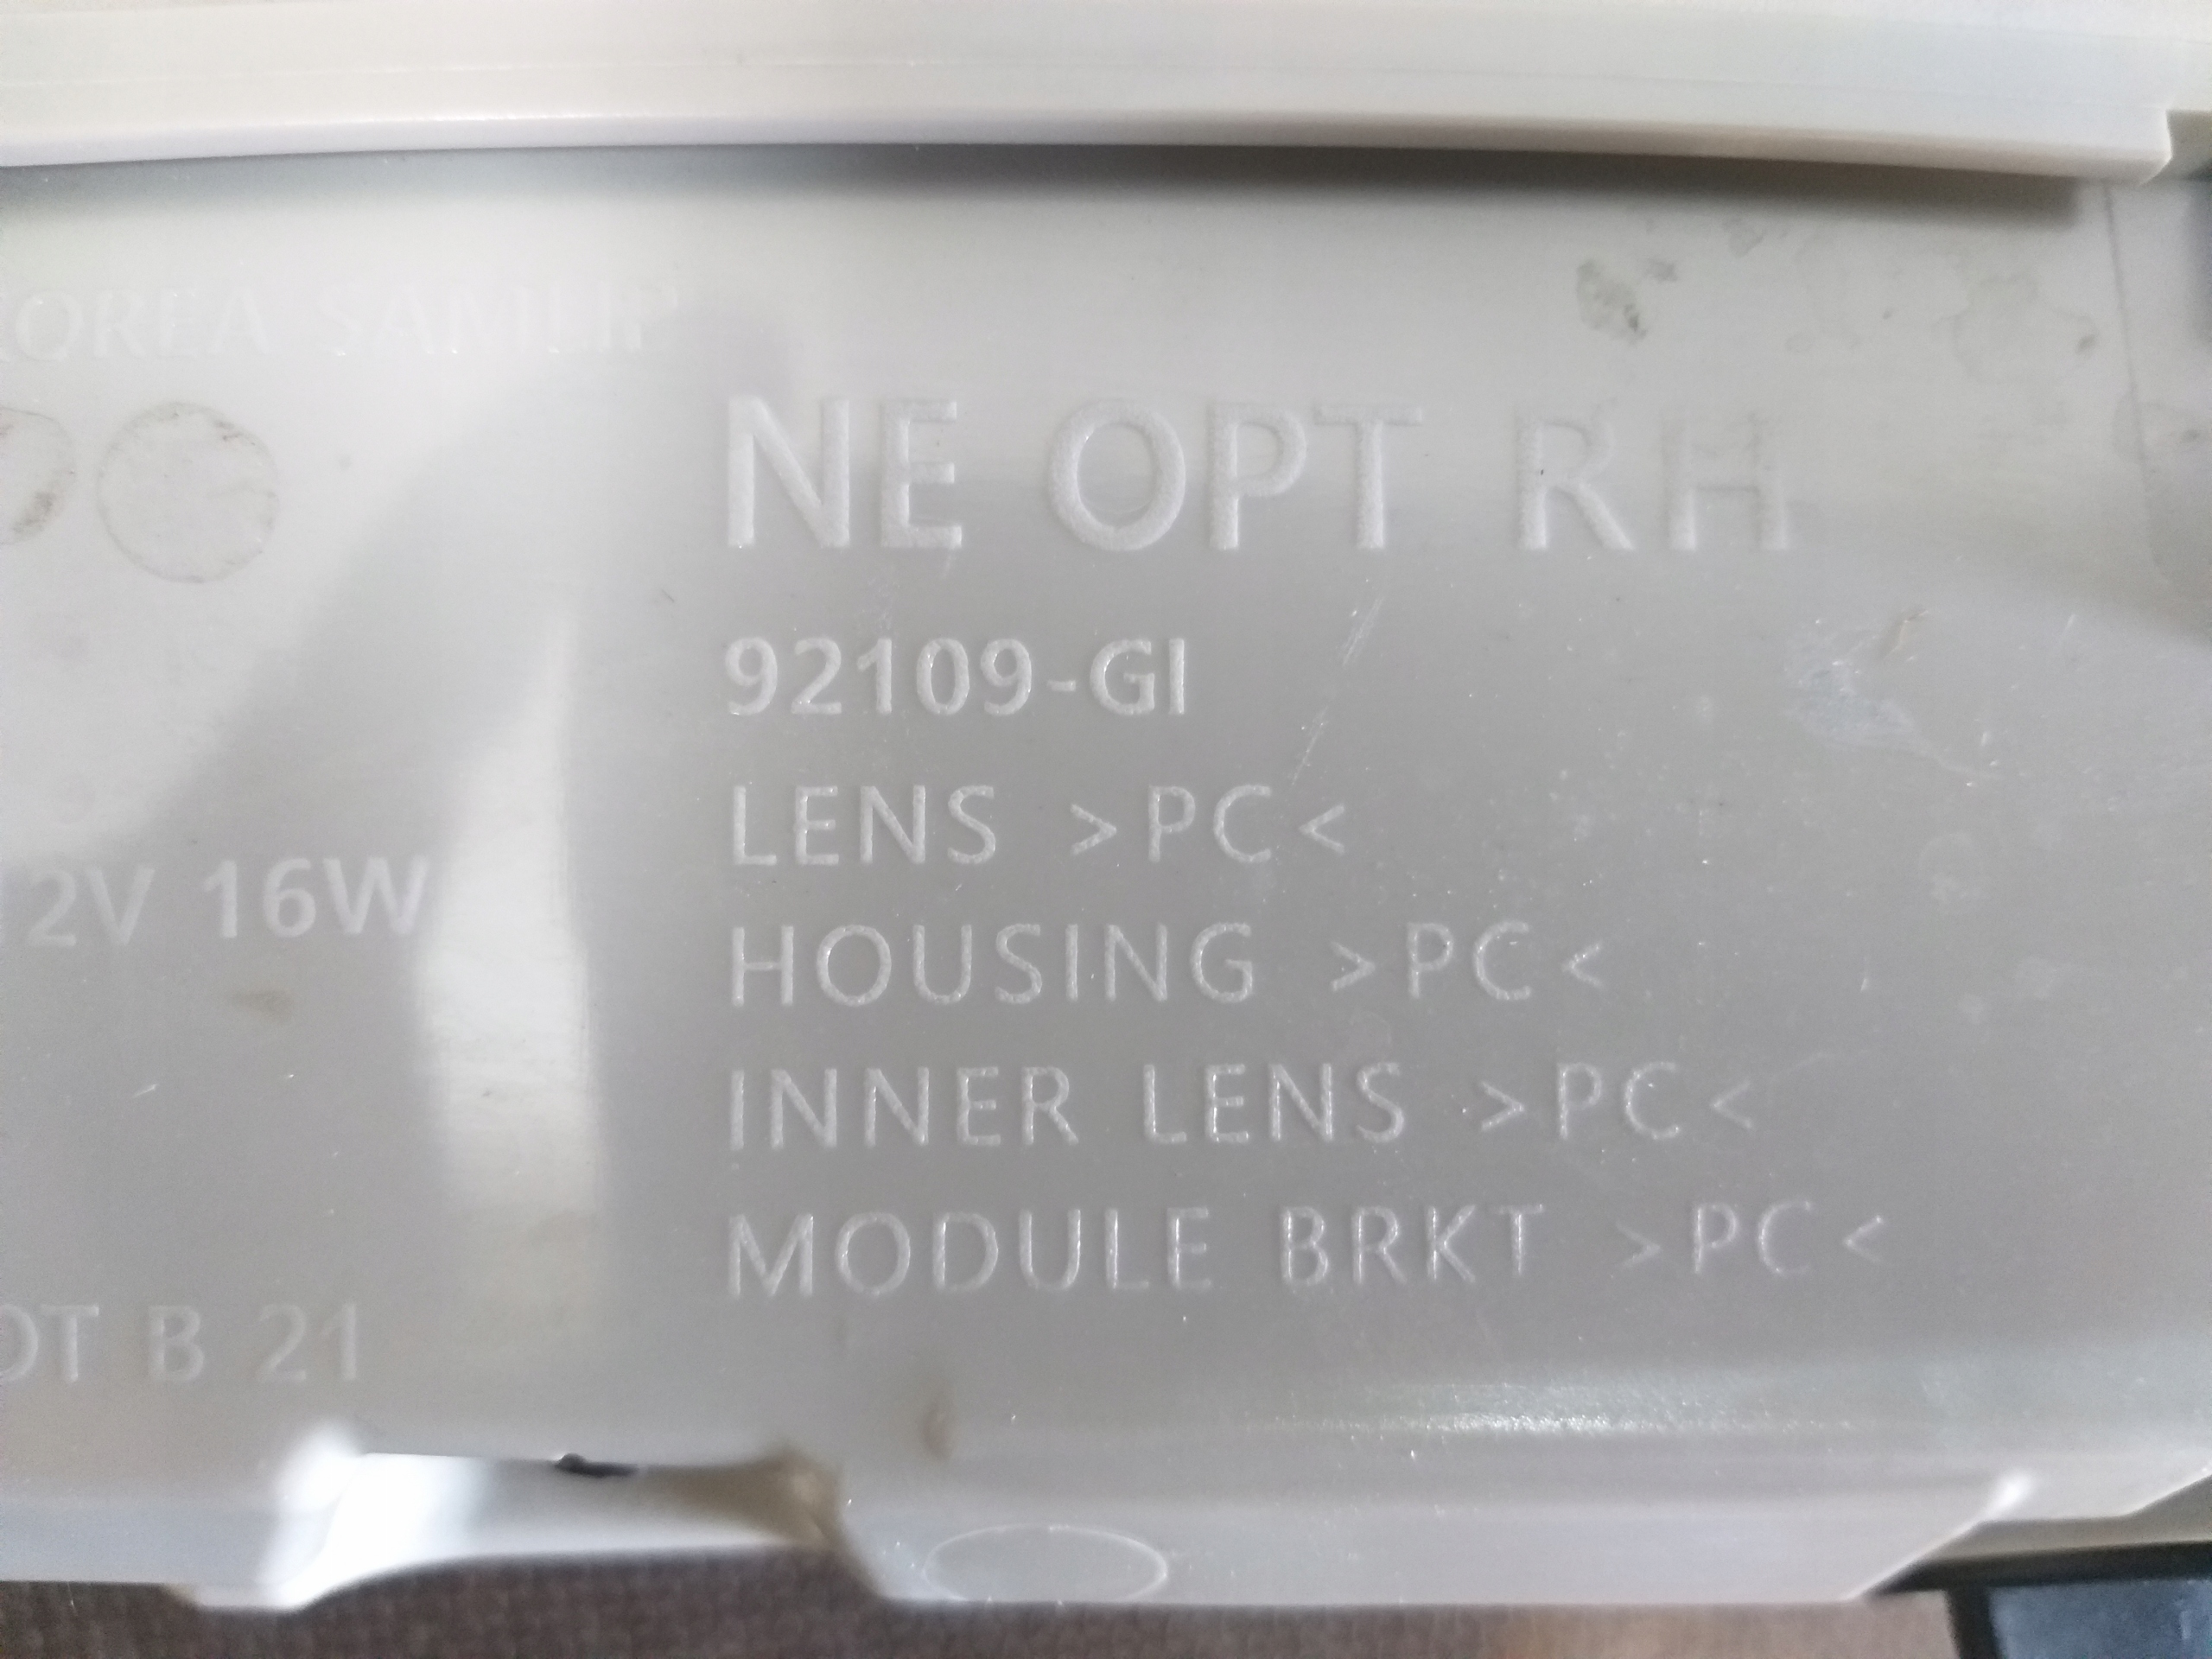 OREA SAMLIP
NE OPT RH
92109-GI
LENS >PC<
2V 16W
HOUSING >PC<
INNER LENS >PC<
MODULE BRKT >PC<
OT B 21